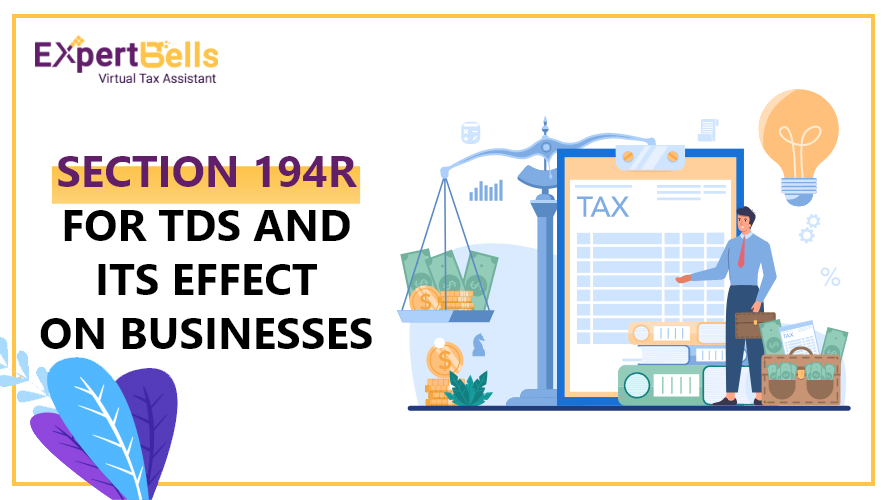 ExpertBells
Virtual Tax Assistant
SECTION 194R
FOR TDS AND
ITS EFFECT
ON BUSINESSES
TAX
%
TAX